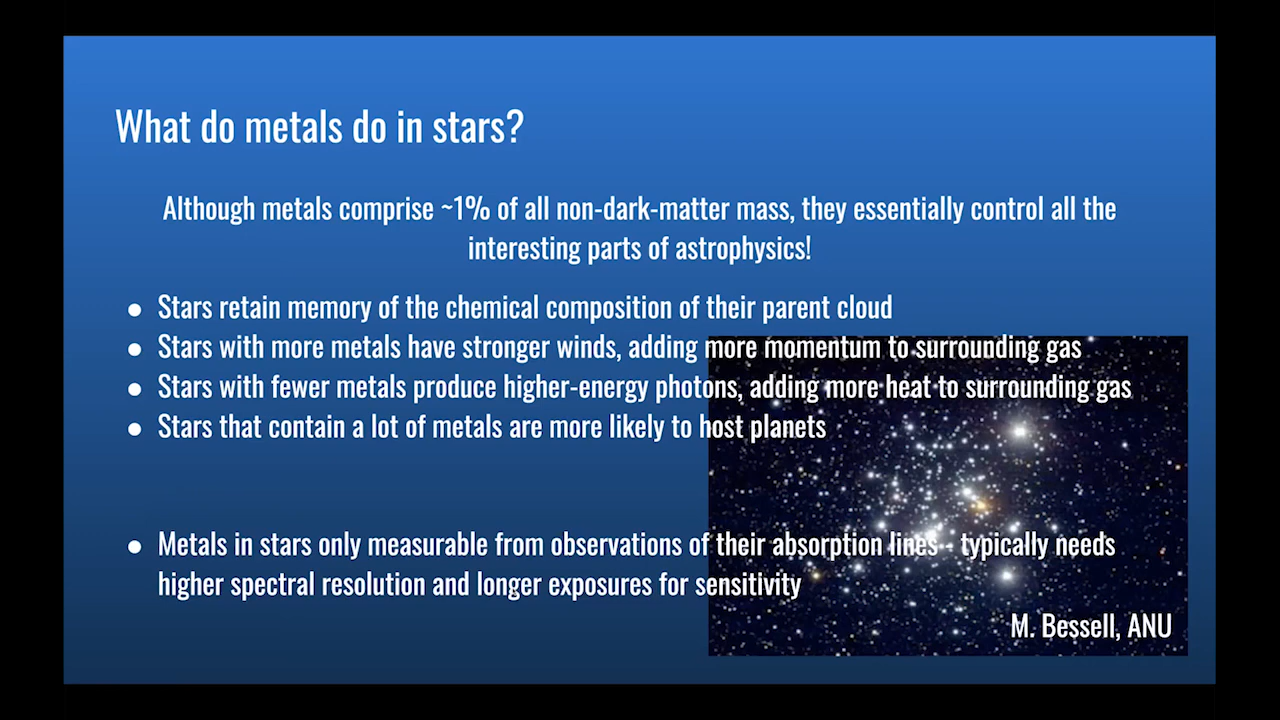 What do metals do in stars?
Although metals comprise ~1% of all non-dark-matter mass, they essentially control all the
interesting parts of astrophysics!
● Stars retain memory of the chemical composition of their parent cloud
● Stars with more metals have stronger winds, adding more momentum to surrounding gas
● Stars with fewer metals produce higher-energy photons, adding more heat to surrounding gas
● Stars that contain a lot of metals are more likely to host planets
● Metals in stars only measurable from observations of their absorption lines - typically needs
higher spectral resolution and longer exposures for sensitivity
M. Bessell, ANU